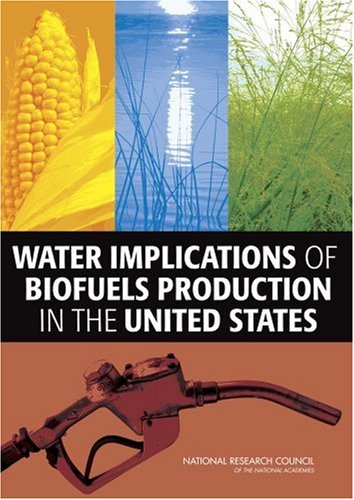 WATER IMPLICATIONS OF
BIOFUELS PRODUCTION
IN THE UNITED STATES
NATIONAL RESEARCH COUNCIL
OF THE NATIONAL ACADEMIES